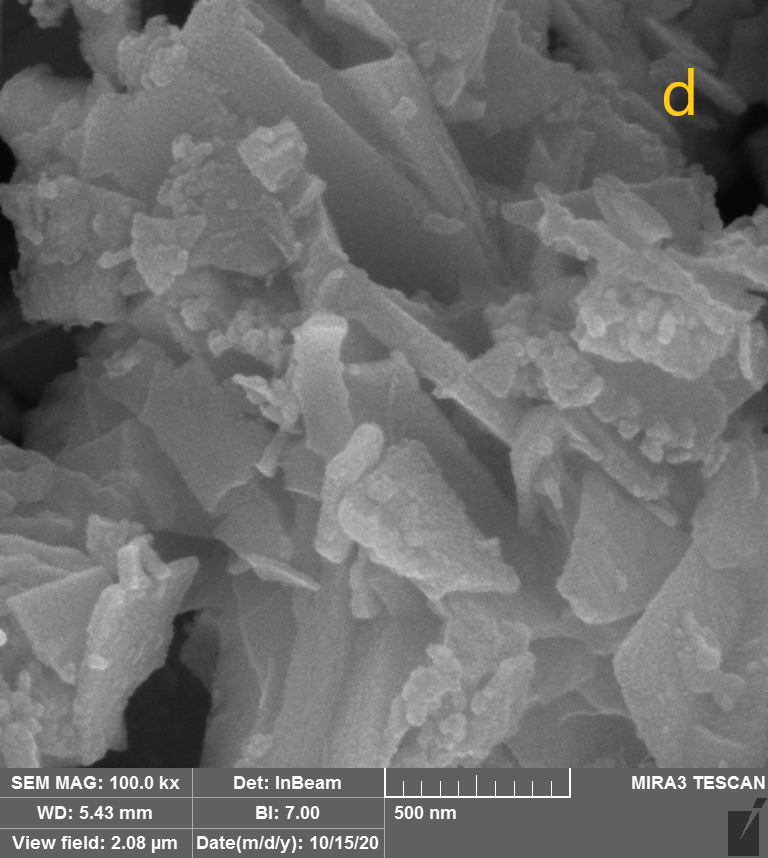 d
SEM MAG: 100.0 kx Det: InBeam MIRA3 TESCAN
WD: 5.43 mm BI: 7.00 500 nm
View field: 2.08 µm Date(m/d/y): 10/15/20